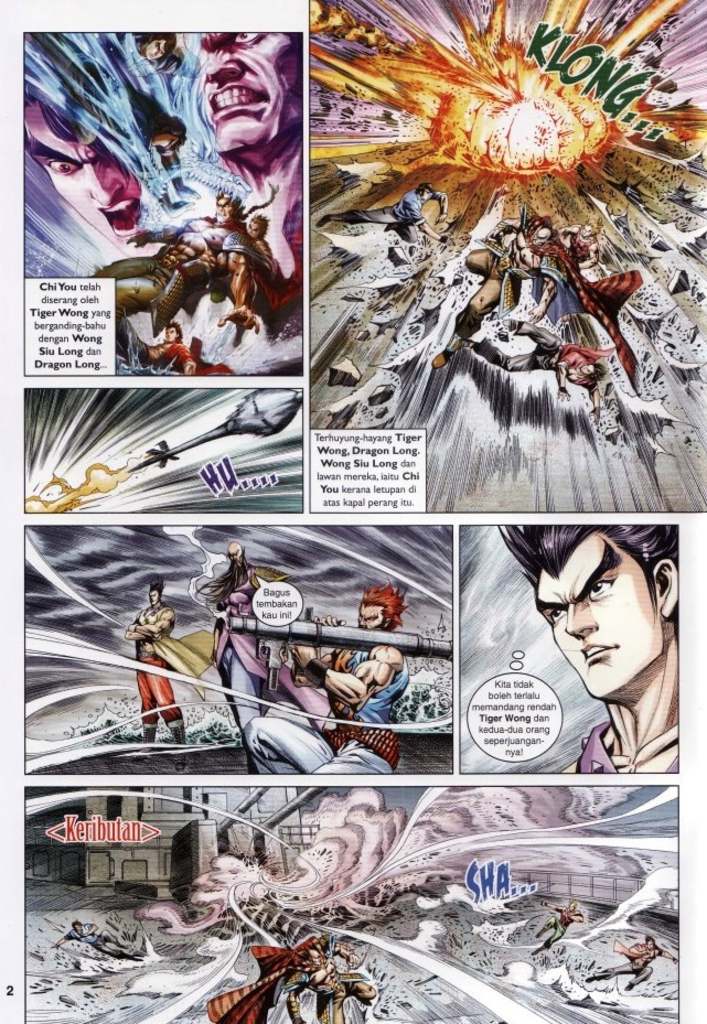 Chi You telah
diserang oleh
Tiger Wong yang
berganding-bahu
dengan Wong
Siu Long dan
Dragon Long...
KLONG...
Terhuyung-hayang Tiger
Wong, Dragon Long.
Wong Siu Long dan
lawan mereka, iaitu Chi
You kerana letupan di
atas kapal perang itu.
HU....
Bagus
tembakan
kau ini!
Kita tidak
boleh terlalu
memandang rendah
Tiger Wong dan
kedua-dua orang
seperjuangan-
nya!
<Keributan>
SHA...
2